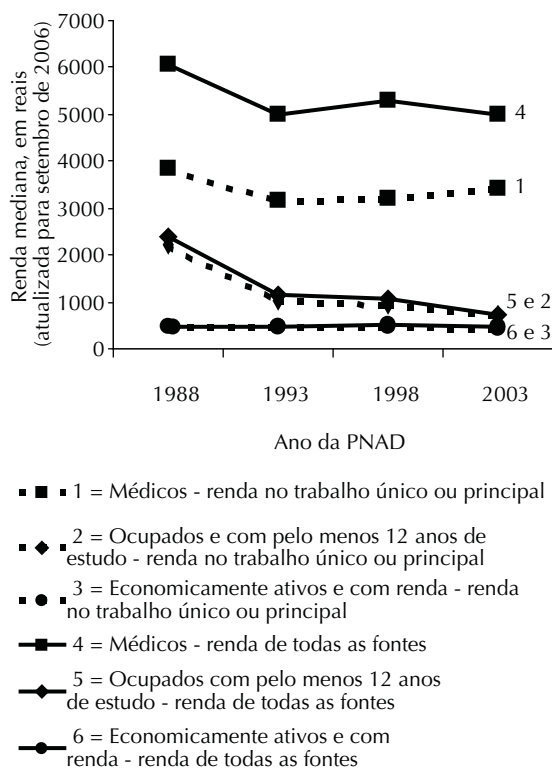 Renda mediana, em reais
(atualizada para setembro de 2006)
7000
6000
5000
4000
3000
2000
1000
0
4
1
5 e 2
6 e 3
1988 1993 1998 2003
Ano da PNAD
1 = Médicos - renda no trabalho único ou principal
2 = Ocupados e com pelo menos 12 anos de
estudo - renda no trabalho único ou principal
3 = Economicamente ativos e com renda - renda
no trabalho único ou principal
4 = Médicos - renda de todas as fontes
5 = Ocupados com pelo menos 12 anos
de estudo - renda de todas as fontes
6 = Economicamente ativos e com
renda - renda de todas as fontes